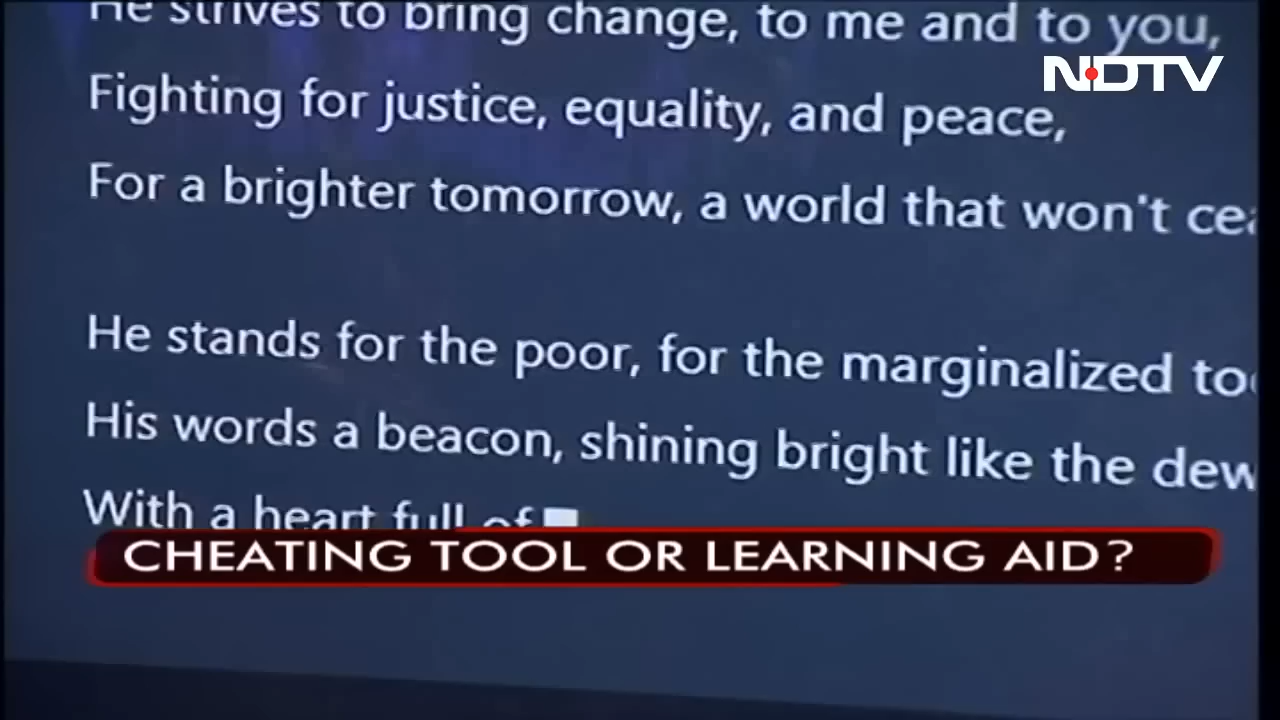 He strives to bring change, to me and to you,
NDTV
Fighting for justice, equality, and peace,
For a brighter tomorrow, a world that won't
He stands for the poor, for the marginalized
His words a beacon, shining bright like the dew
With a heart full of
CHEATING TOOL OR LEARNING AID?